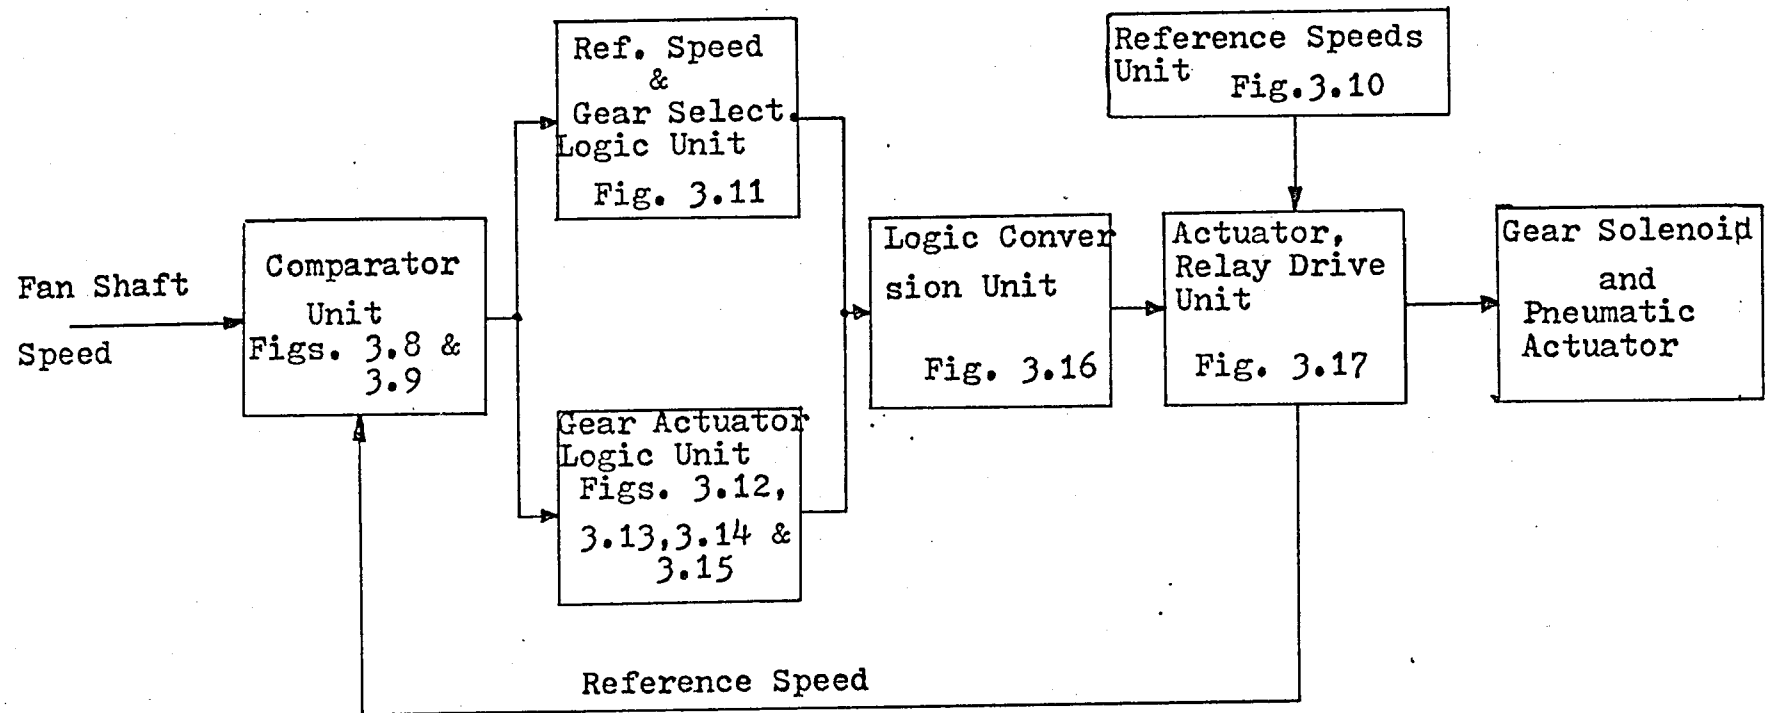 Fan Shaft
Speed
Comparator
Unit
Figs. 3.8 &
3.9
Ref. Speed
&
Gear Select.
Logic Unit
Fig. 3.11
Gear Actuator
Logic Unit
Figs. 3.12,
3.13,3.14 &
3.15
Logic Conver
sion Unit
Fig. 3.16
Reference Speeds
Unit
Fig.3.10
Actuator,
Relay Drive
Unit
Fig. 3.17
Gear Solenoid
and
Pneumatic
Actuator
Reference Speed